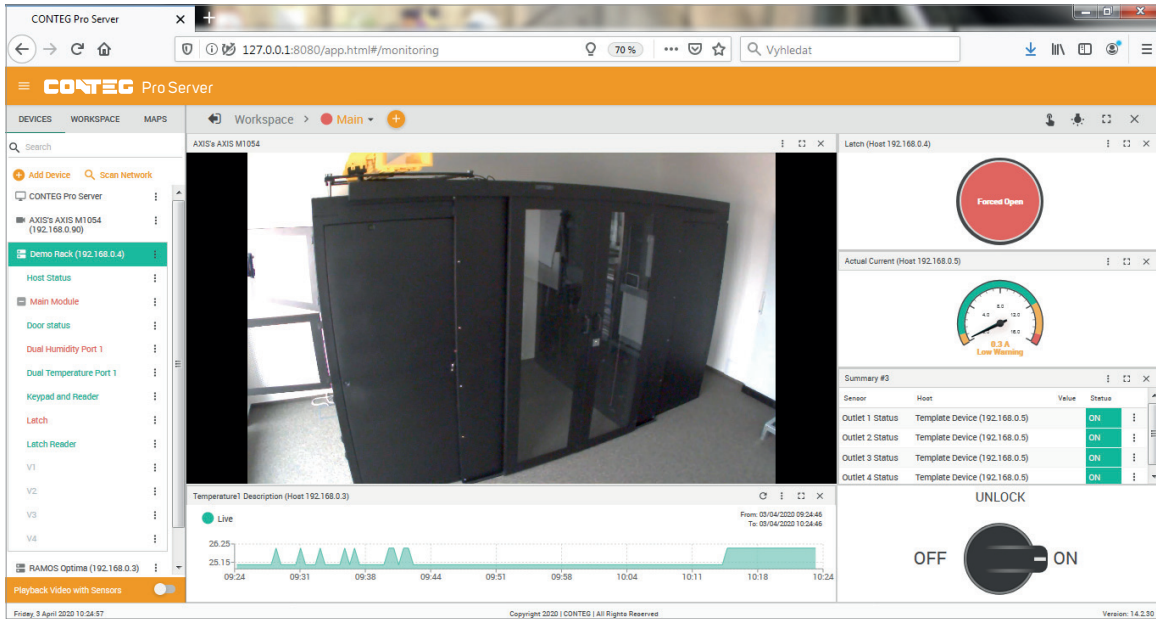 CONTEG Pro Server
127.0.0.1:8080/app.html#/monitoring
70 %
Vyhledat
CONTEG Pro Server
DEVICES WORKSPACE MAPS
Workspace > Main
Search
Add Device Scan Network
CONTEG Pro Server
AXIS's AXIS M1054
(192.168.0.90)
Demo Rack (192.168.0.4)
Host Status
Main Module
Door status
Dual Humidity Port 1
Dual Temperature Port 1
Keypad and Reader
Latch
Latch Reader
V1
V2
V3
V4
RAMOS Optima (192.168.0.3)
Playback Video with Sensors
AXIS's AXIS M1054
Temperature1 Description (Host 192.168.0.3)
Live
From: 03/04/2020 09:24:46
To: 03/04/2020 10:24:46
26.25
25.15
09:24 09:31 09:38 09:44 09:51 09:58 10:04 10:11 10:18 10:24
Latch (Host 192.168.0.4)
Forced Open
Actual Current (Host 192.168.0.5)
8.0
4.0 12.0
16.0
0.3 A
Low Warning
Summary #3
Sensor Host Value Status
Outlet 1 Status Template Device (192.168.0.5) ON
Outlet 2 Status Template Device (192.168.0.5) ON
Outlet 3 Status Template Device (192.168.0.5) ON
Outlet 4 Status Template Device (192.168.0.5) ON
UNLOCK
OFF ON
Friday, 3 April 2020 10:24:57
Copyright 2020 | CONTEG | All Rights Reserved
Version: 14.2.30